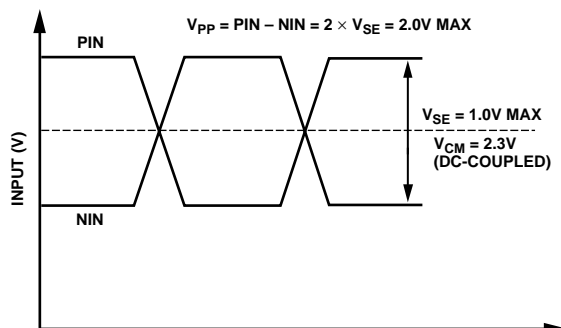 V_PP = PIN – NIN = 2 × V_SE = 2.0V MAX
PIN
V_SE = 1.0V MAX
V_CM = 2.3V
(DC-COUPLED)
INPUT (V)
NIN